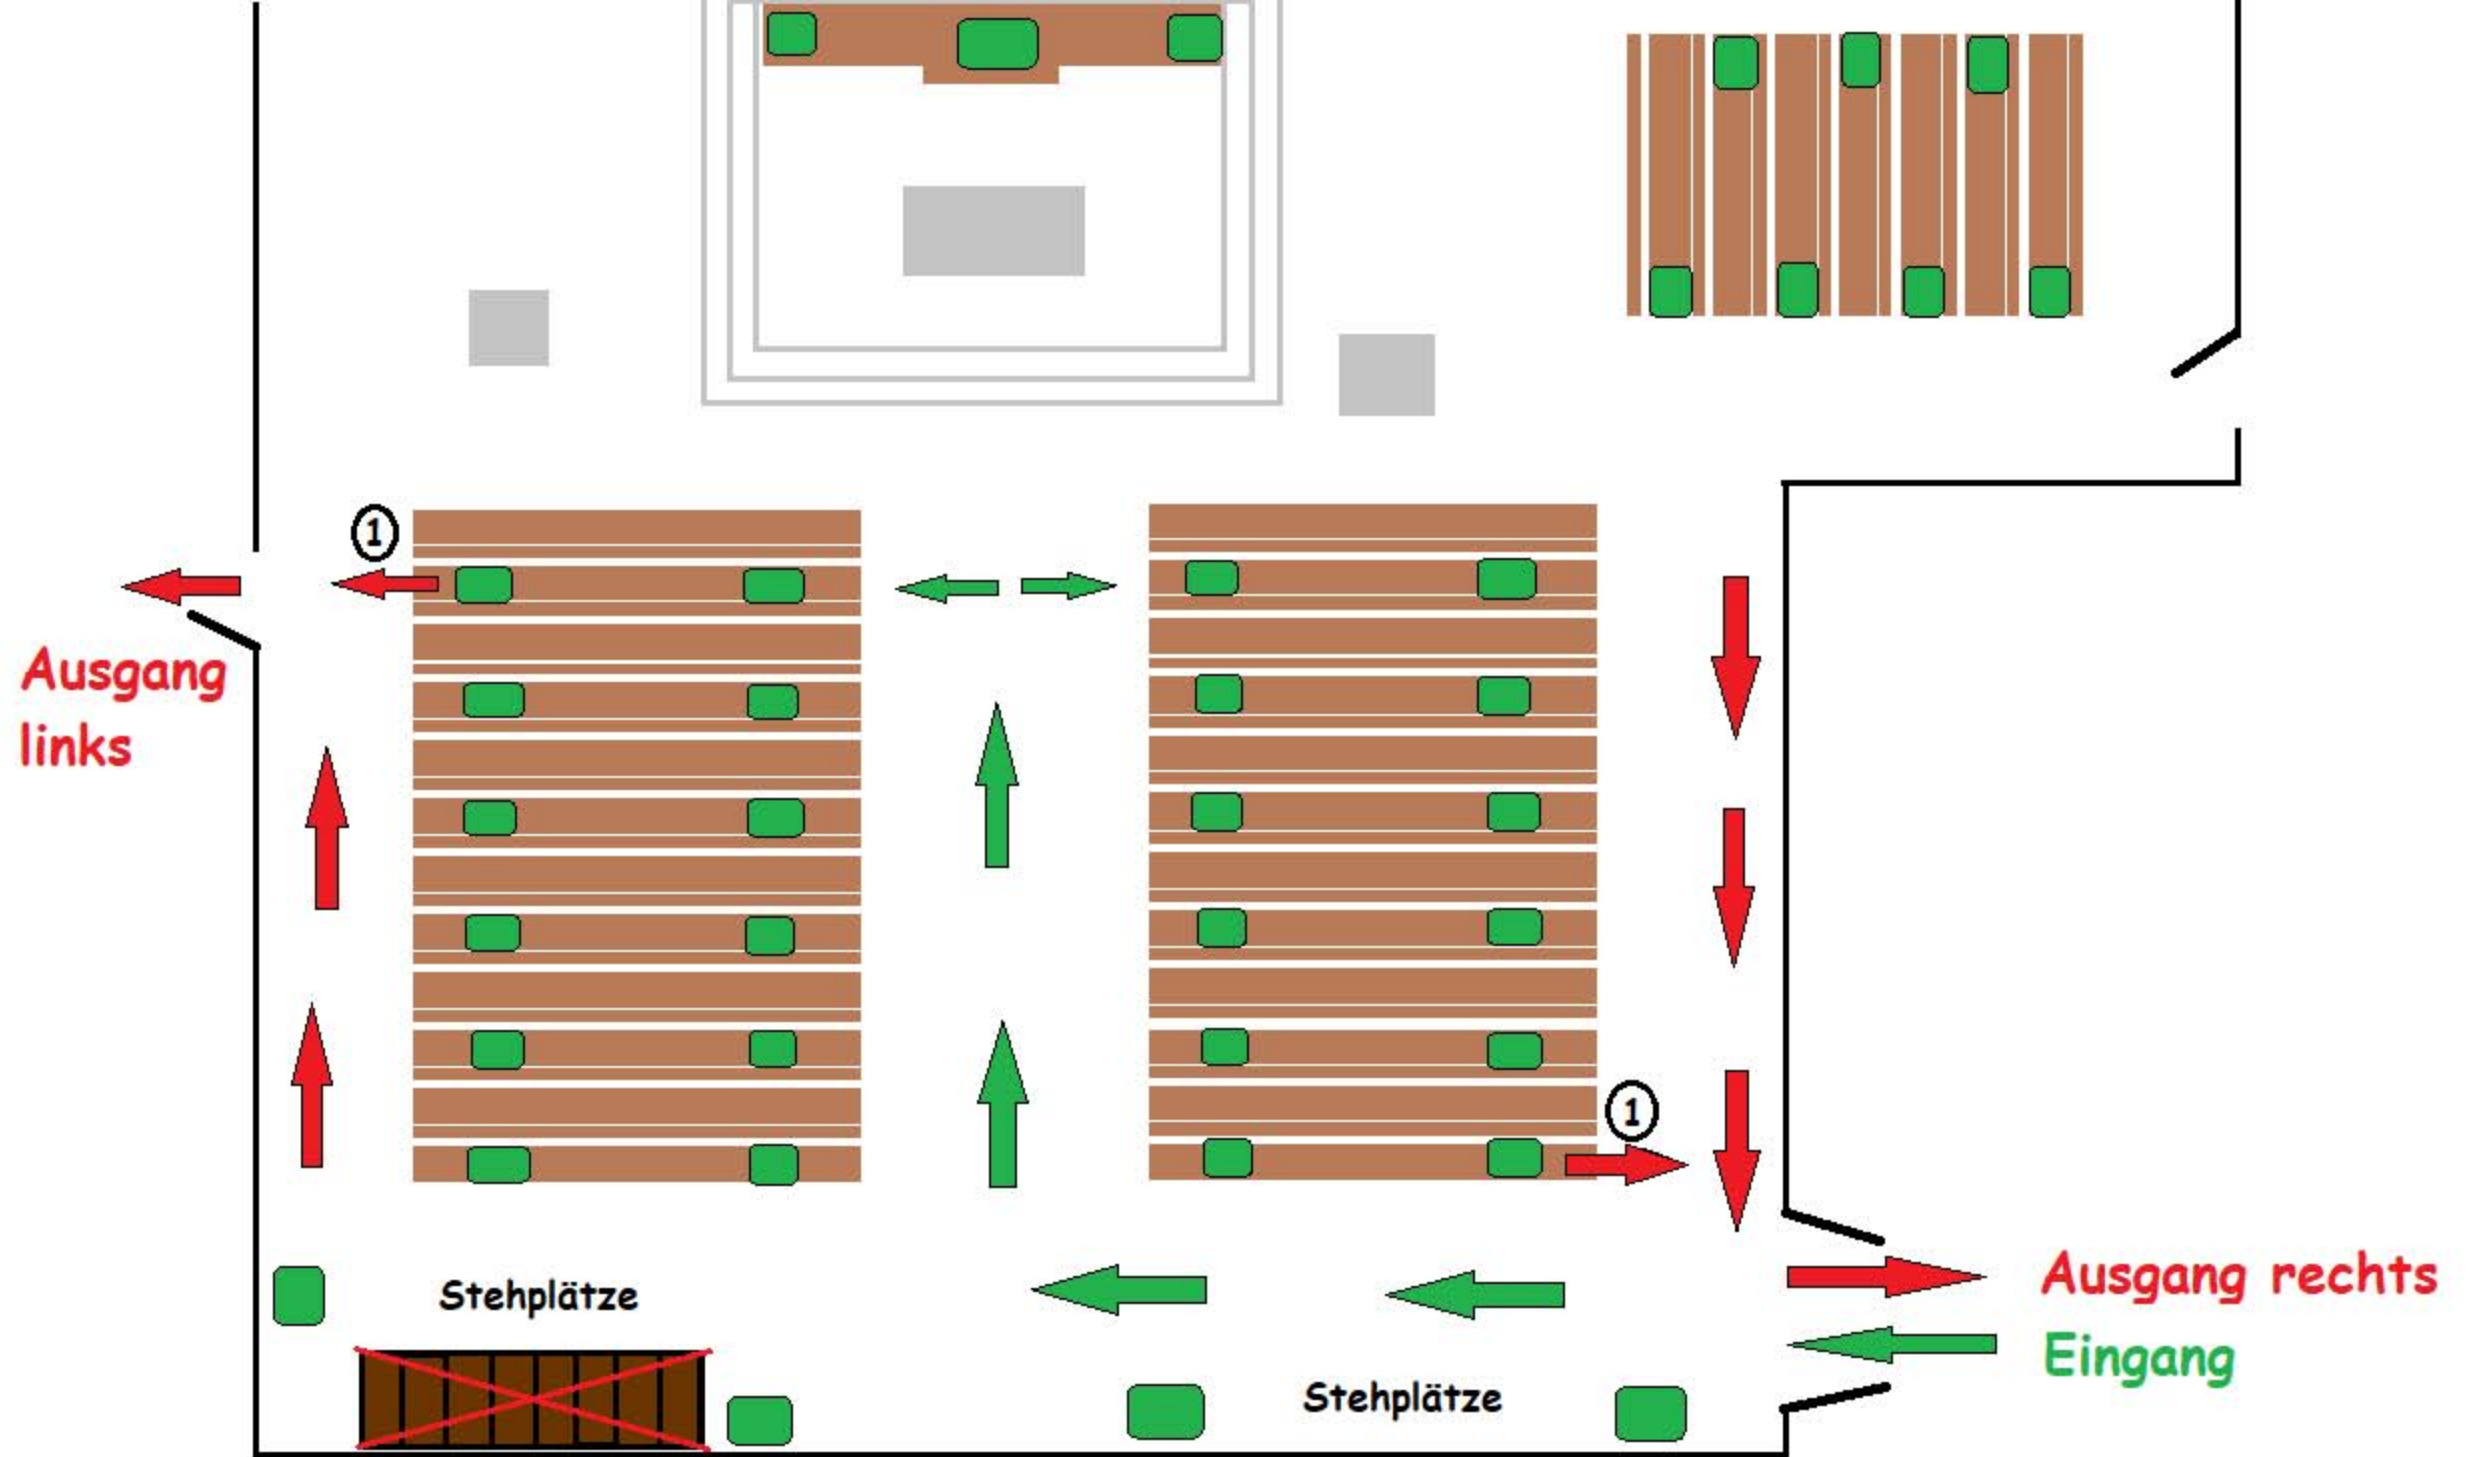 1
Ausgang
links
1
Stehplätze
Ausgang rechts
Eingang
Stehplätze